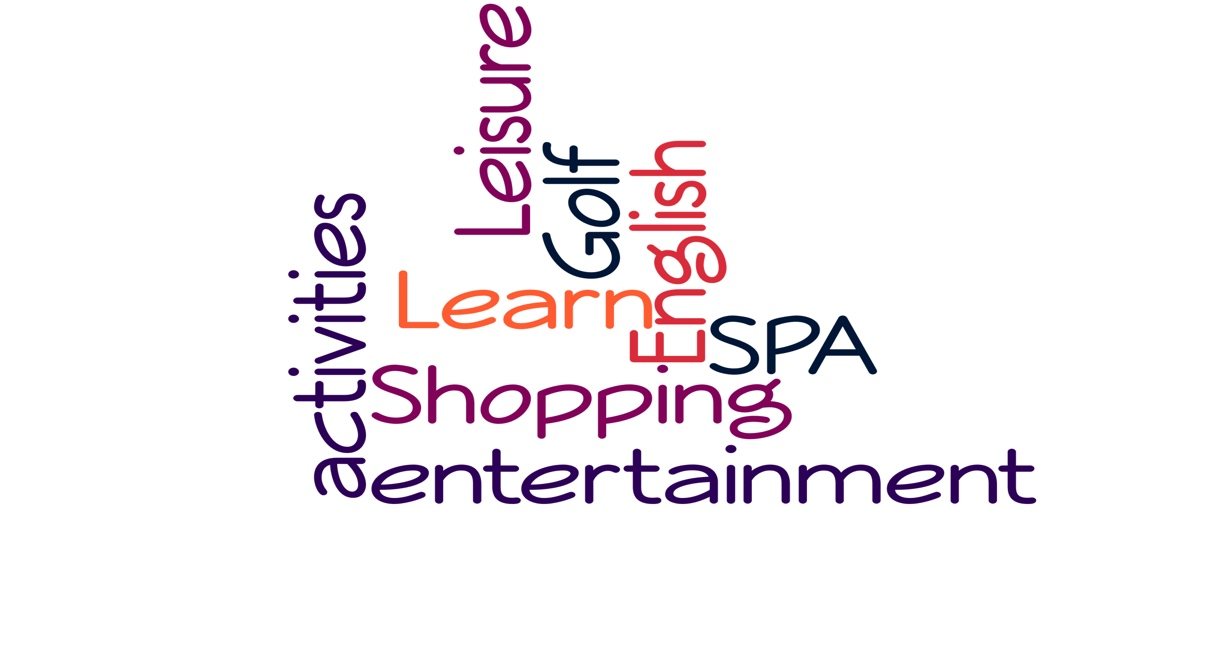 Leisure
Golf
English
activities
Learn
SPA
Shopping
entertainment